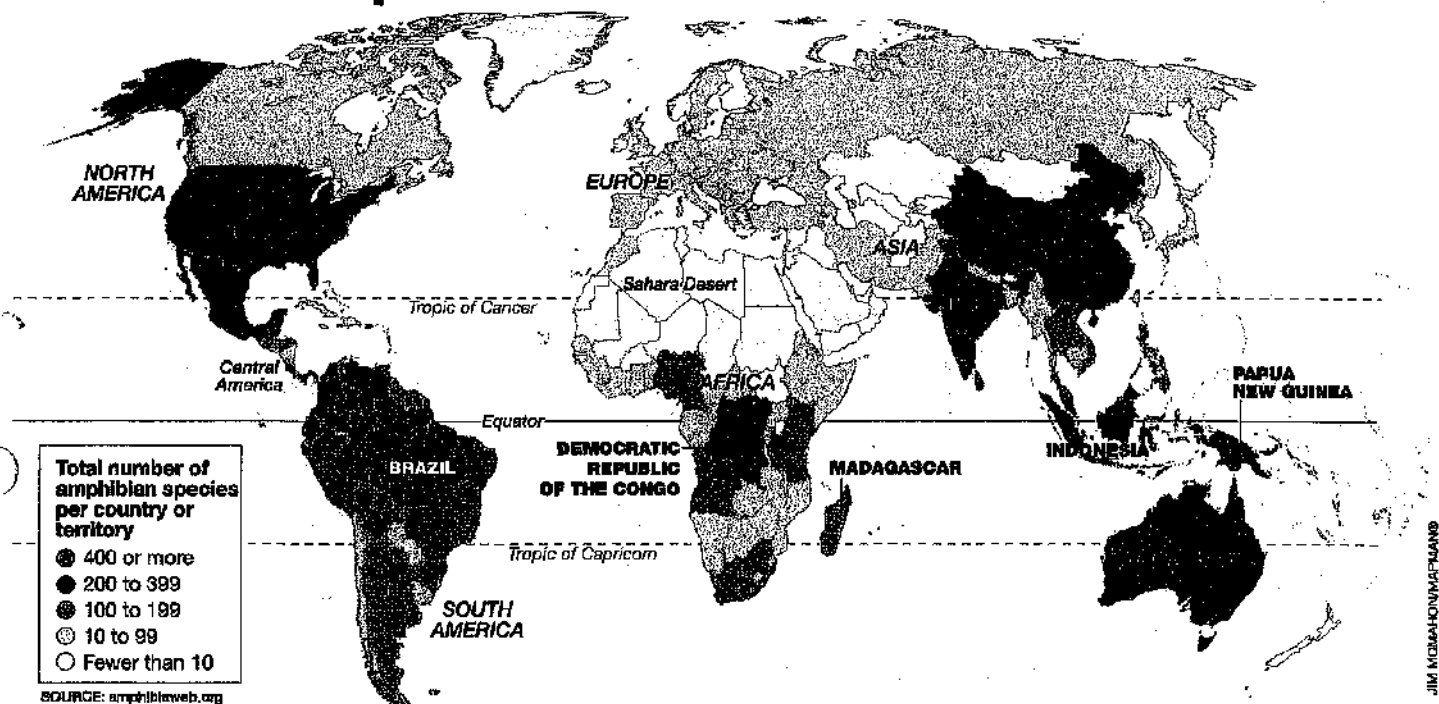 NORTH
AMERICA
EUROPE
ASIA
Sahara Desert
Tropic of Cancer
Central
America
AFRICA
PAPUA
NEW GUINEA
Equator
BRAZIL
DEMOCRATIC
REPUBLIC
OF THE CONGO
MADAGASCAR
INDONESIA
Tropic of Capricorn
SOUTH
AMERICA
Total number of
amphibian species
per country or
territory
400 or more
200 to 399
100 to 199
10 to 99
Fewer than 10
SOURCE: amphibiaweb.org
JIM MCMAHON/MAPMAN®